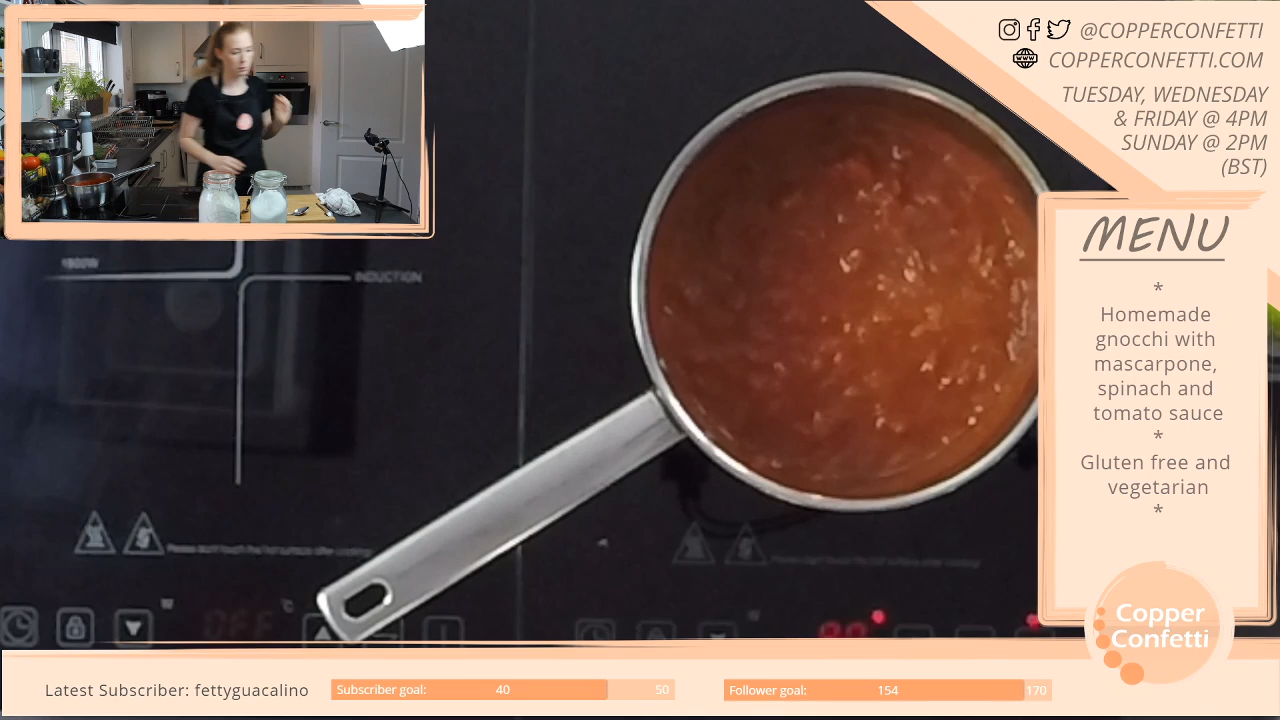 @COPPERCONFETTI
COPPERCONFETTI.COM
TUESDAY, WEDNESDAY
& FRIDAY @ 4PM
SUNDAY @ 2PM
(BST)
MENU
*
Homemade
gnocchi with
mascarpone,
spinach and
tomato sauce
*
Gluten free and
vegetarian
*
Copper
Confetti
INDUCTION
OFF
Latest Subscriber: fettyguacalino
Subscriber goal: 40 50
Follower goal: 154 170